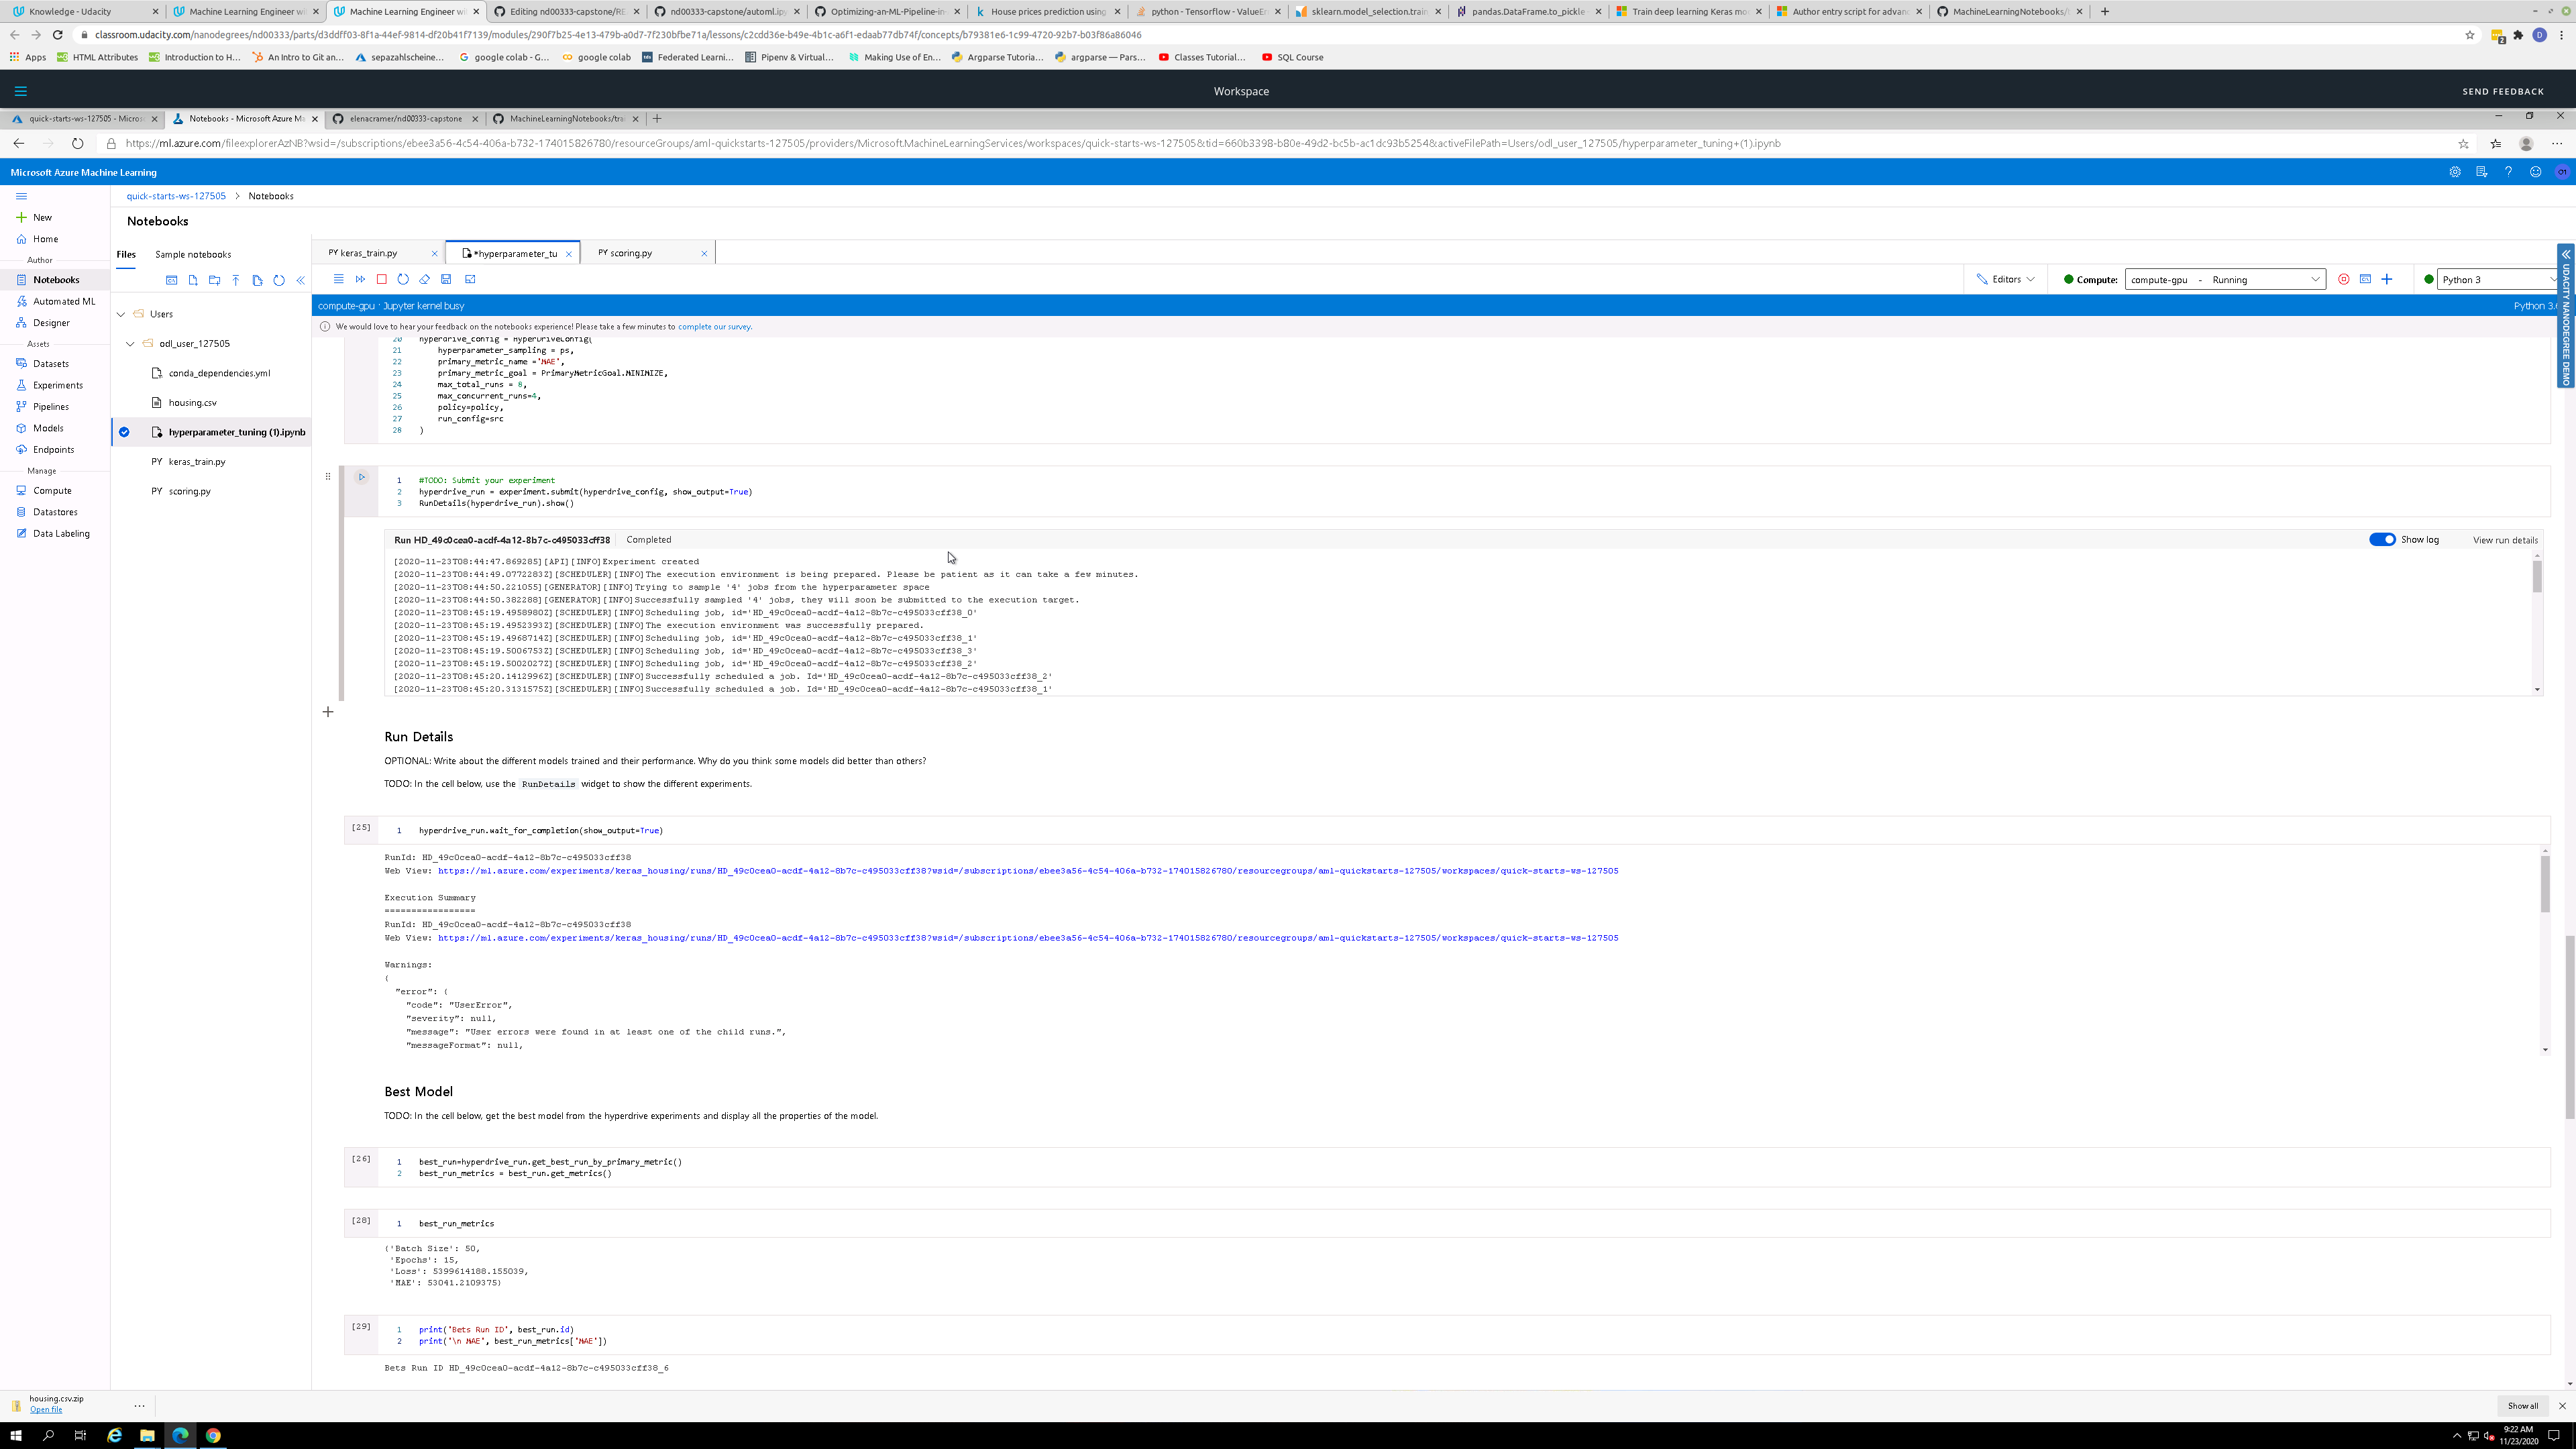 Knowledge - Udacity
Machine Learning Engineer wi
Machine Learning Engineer wi
Editing nd00333-capstone/RE
nd00333-capstone/automl.ip
Optimizing-an-ML-Pipeline-in
House prices prediction using
python - Tensorflow - ValueEr
sklearn.model_selection.train
pandas.DataFrame.to_pickle
Train deep learning Keras mo
Author entry script for advanc
MachineLearningNotebooks/
classroom.udacity.com/nanodegrees/nd00333/parts/d3ddff03-8f1a-44ef-9814-df20b41f7139/modules/290f7b25-4e13-479b-a0d7-7f230bfbe71a/lessons/c2cdd36e-b49e-4b1c-a6f1-edaab77db74f/concepts/b79381e6-1c99-4720-92b7-b03f86a86046
Apps HTML Attributes Introduction to H... An Intro to Git an... sepazahlscheine... google colab - G... google colab Federated Learni... Pipenv & Virtual... Making Use of En... Argparse Tutoria... argparse — Pars... Classes Tutorial... SQL Course
Workspace
SEND FEEDBACK
quick-starts-ws-127505 - Micros
Notebooks - Microsoft Azure Ma
elenacramer/nd00333-capstone
MachineLearningNotebooks/trai
https://ml.azure.com/fileexplorerAzNB?wsid=/subscriptions/ebee3a56-4c54-406a-b732-174015826780/resourceGroups/aml-quickstarts-127505/providers/Microsoft.MachineLearningServices/workspaces/quick-starts-ws-127505&tid=660b3398-b80e-49d2-bc5b-ac1dc93b5254&activeFilePath=Users/odl_user_127505/hyperparameter_tuning+(1).ipynb
Microsoft Azure Machine Learning
quick-starts-ws-127505 > Notebooks
Notebooks
New
Home
Author
Notebooks
Automated ML
Designer
Assets
Datasets
Experiments
Pipelines
Models
Endpoints
Manage
Compute
Datastores
Data Labeling
Files
Sample notebooks
Users
odl_user_127505
conda_dependencies.yml
housing.csv
hyperparameter_tuning (1).ipynb
keras_train.py
scoring.py
PY keras_train.py
*hyperparameter_tu
PY scoring.py
Editors
Compute: compute-gpu - Running
Python 3
compute-gpu · Jupyter kernel busy
Python 3.
We would love to hear your feedback on the notebooks experience! Please take a few minutes to complete our survey.
UDACITY NANODEGREE DEMO
20 hyperdrive_config = HyperDriveConfig(
21 hyperparameter_sampling = ps,
22 primary_metric_name ='MAE',
23 primary_metric_goal = PrimaryMetricGoal.MINIMIZE,
24 max_total_runs = 8,
25 max_concurrent_runs=4,
26 policy=policy,
27 run_config=src
28 )
1 #TODO: Submit your experiment
2 hyperdrive_run = experiment.submit(hyperdrive_config, show_output=True)
3 RunDetails(hyperdrive_run).show()
Run HD_49c0cea0-acdf-4a12-8b7c-c495033cff38 Completed
Show log View run details
[2020-11-23T08:44:47.869285][API][INFO]Experiment created
[2020-11-23T08:44:49.0772283Z][SCHEDULER][INFO]The execution environment is being prepared. Please be patient as it can take a few minutes.
[2020-11-23T08:44:50.221055][GENERATOR][INFO]Trying to sample '4' jobs from the hyperparameter space
[2020-11-23T08:44:50.382288][GENERATOR][INFO]Successfully sampled '4' jobs, they will soon be submitted to the execution target.
[2020-11-23T08:45:19.4958980Z][SCHEDULER][INFO]Scheduling job, id='HD_49c0cea0-acdf-4a12-8b7c-c495033cff38_0'
[2020-11-23T08:45:19.4952393Z][SCHEDULER][INFO]The execution environment was successfully prepared.
[2020-11-23T08:45:19.4968714Z][SCHEDULER][INFO]Scheduling job, id='HD_49c0cea0-acdf-4a12-8b7c-c495033cff38_1'
[2020-11-23T08:45:19.5006753Z][SCHEDULER][INFO]Scheduling job, id='HD_49c0cea0-acdf-4a12-8b7c-c495033cff38_3'
[2020-11-23T08:45:19.5002027Z][SCHEDULER][INFO]Scheduling job, id='HD_49c0cea0-acdf-4a12-8b7c-c495033cff38_2'
[2020-11-23T08:45:20.1412996Z][SCHEDULER][INFO]Successfully scheduled a job. Id='HD_49c0cea0-acdf-4a12-8b7c-c495033cff38_2'
[2020-11-23T08:45:20.3131575Z][SCHEDULER][INFO]Successfully scheduled a job. Id='HD_49c0cea0-acdf-4a12-8b7c-c495033cff38_1'
Run Details
OPTIONAL: Write about the different models trained and their performance. Why do you think some models did better than others?
TODO: In the cell below, use the RunDetails widget to show the different experiments.
[25] 1 hyperdrive_run.wait_for_completion(show_output=True)
RunId: HD_49c0cea0-acdf-4a12-8b7c-c495033cff38
Web View: https://ml.azure.com/experiments/keras_housing/runs/HD_49c0cea0-acdf-4a12-8b7c-c495033cff38?wsid=/subscriptions/ebee3a56-4c54-406a-b732-174015826780/resourcegroups/aml-quickstarts-127505/workspaces/quick-starts-ws-127505
Execution Summary
=================
RunId: HD_49c0cea0-acdf-4a12-8b7c-c495033cff38
Web View: https://ml.azure.com/experiments/keras_housing/runs/HD_49c0cea0-acdf-4a12-8b7c-c495033cff38?wsid=/subscriptions/ebee3a56-4c54-406a-b732-174015826780/resourcegroups/aml-quickstarts-127505/workspaces/quick-starts-ws-127505
Warnings:
{
"error": {
"code": "UserError",
"severity": null,
"message": "User errors were found in at least one of the child runs.",
"messageFormat": null,
Best Model
TODO: In the cell below, get the best model from the hyperdrive experiments and display all the properties of the model.
[26] 1 best_run=hyperdrive_run.get_best_run_by_primary_metric()
2 best_run_metrics = best_run.get_metrics()
[28] 1 best_run_metrics
{'Batch Size': 50,
'Epochs': 15,
'Loss': 5399614188.155039,
'MAE': 53041.2109375}
[29] 1 print('Bets Run ID', best_run.id)
2 print('\n MAE', best_run_metrics['MAE'])
Bets Run ID HD_49c0cea0-acdf-4a12-8b7c-c495033cff38_6
housing.csv.zip
Open file
Show all
9:22 AM
11/23/2020